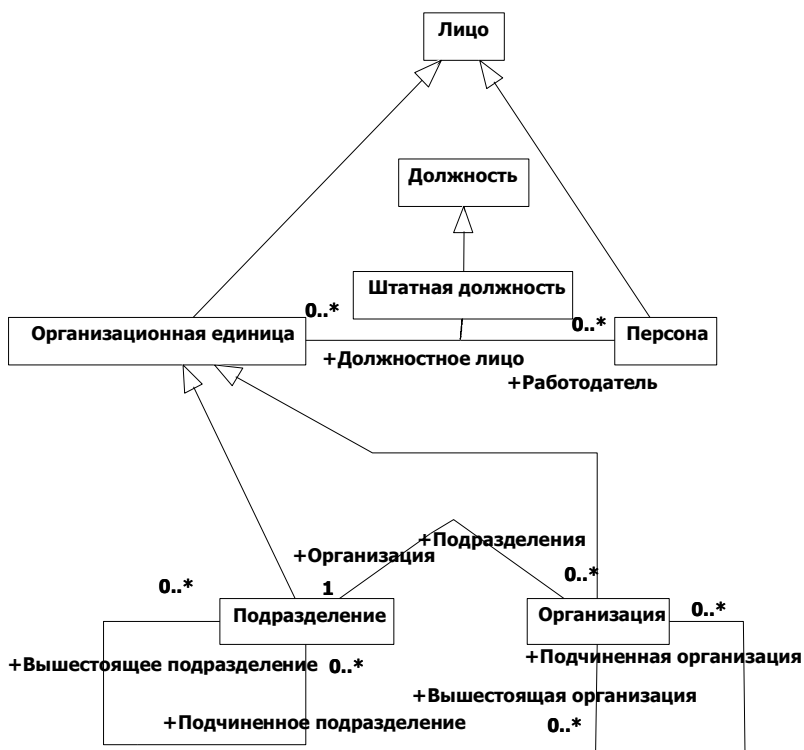 Лицо
Должность
Штатная должность
0..*
0..*
Организационная единица
Персона
+Должностное лицо
+Работодатель
+Подразделения
+Организация
0..*
1
0..*
Подразделение
Организация
0..*
+Вышестоящее подразделение
0..*
+Подчиненная организация
+Вышестоящая организация
+Подчиненное подразделение
0..*